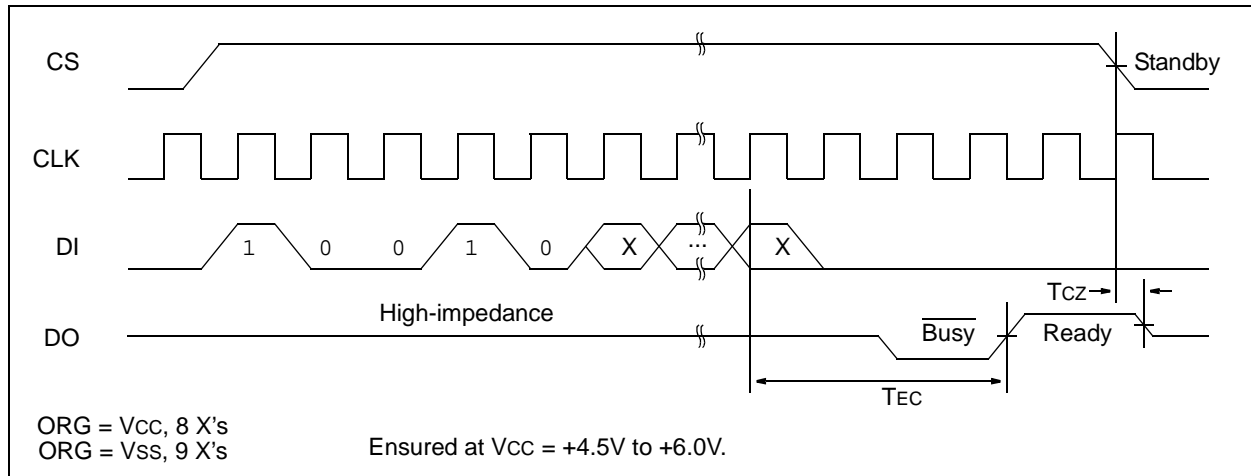 CS
Standby
CLK
DI
1 0 0 1 0 X ... X
TCZ
High-impedance
DO
Busy
Ready
TEC
ORG = VCC, 8 X's
ORG = VSS, 9 X's
Ensured at VCC = +4.5V to +6.0V.